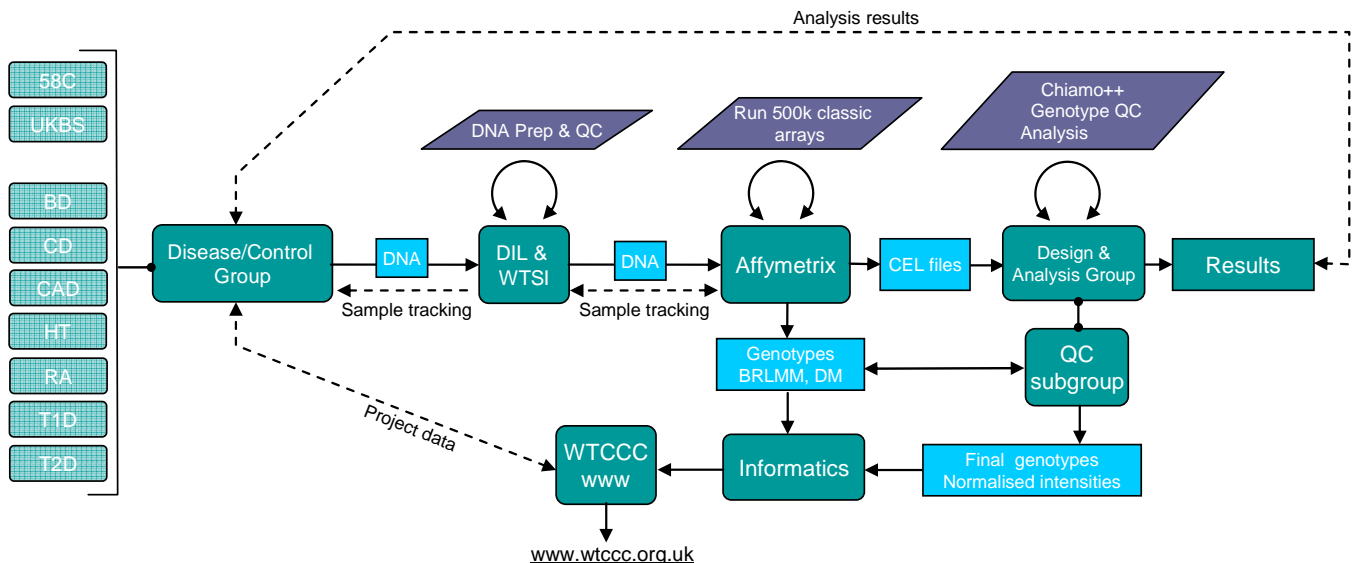 Analysis results
58C
UKBS
BD
CD
CAD
HT
RA
T1D
T2D
DNA Prep & QC
Run 500k classic
arrays
Chiamo++
Genotype QC
Analysis
Disease/Control
Group
DNA
DIL &
WTSI
DNA
Affymetrix
CEL files
Design &
Analysis Group
Results
Sample tracking
Sample tracking
Genotypes
BRLMM, DM
QC
subgroup
Project data
WTCCC
www
Informatics
Final genotypes
Normalised intensities
www.wtccc.org.uk